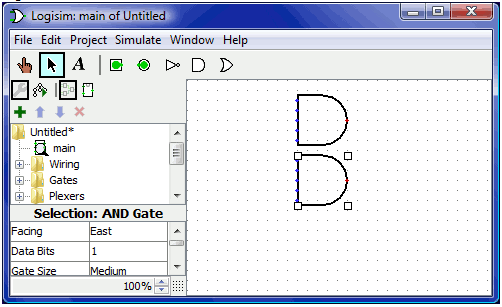 Logisim: main of Untitled
File Edit Project Simulate Window Help
A
Untitled*
main
Wiring
Gates
Plexers
Selection: AND Gate
Facing East
Data Bits 1
Gate Size Medium
100%